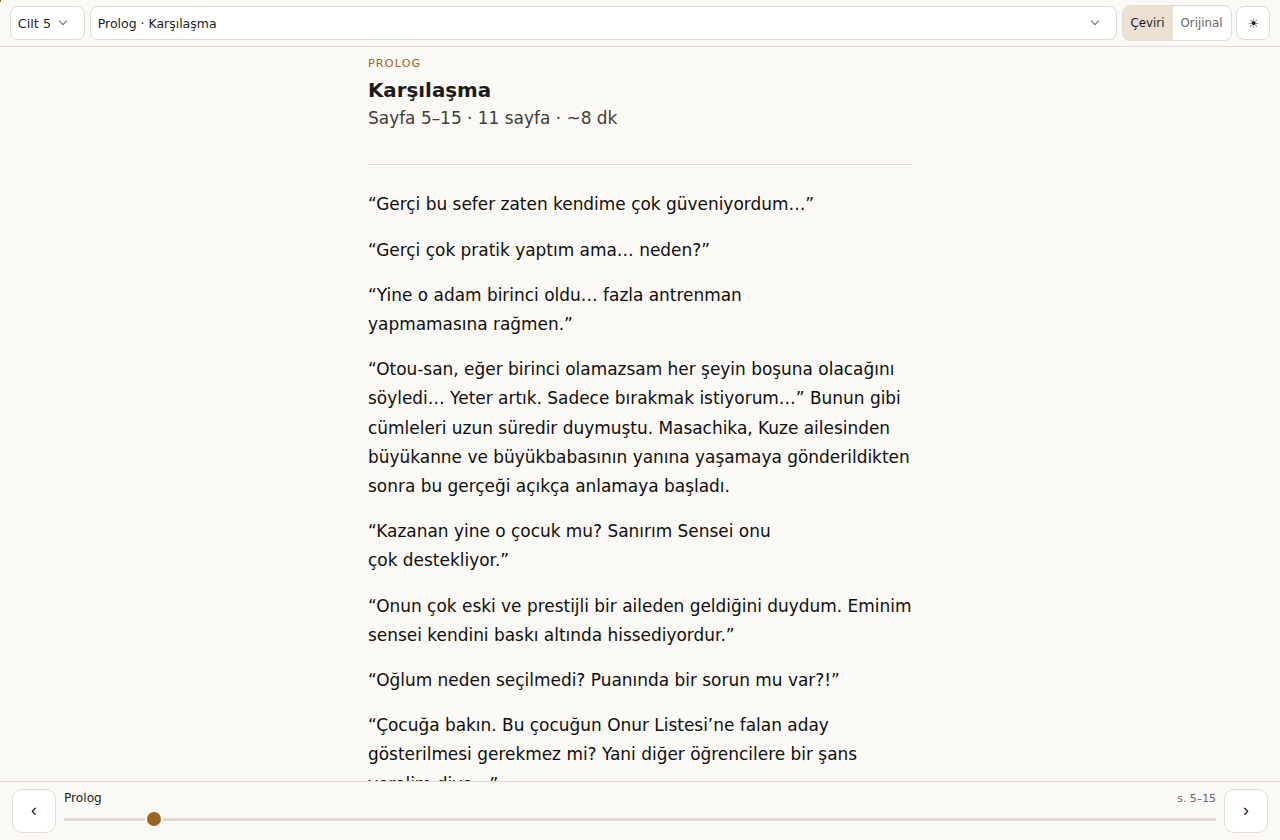 Cilt 5
Prolog · Karşılaşma
Çeviri
Orijinal
PROLOG
Karşılaşma
Sayfa 5–15 · 11 sayfa · ~8 dk
“Gerçi bu sefer zaten kendime çok güveniyordum…”
“Gerçi çok pratik yaptım ama… neden?”
“Yine o adam birinci oldu… fazla antrenman
yapmamasına rağmen.”
“Otou-san, eğer birinci olamazsam her şeyin boşuna olacağını
söyledi… Yeter artık. Sadece bırakmak istiyorum…” Bunun gibi
cümleleri uzun süredir duymuştu. Masachika, Kuze ailesinden
büyükanne ve büyükbabasının yanına yaşamaya gönderildikten
sonra bu gerçeği açıkça anlamaya başladı.
“Kazanan yine o çocuk mu? Sanırım Sensei onu
çok destekliyor.”
“Onun çok eski ve prestijli bir aileden geldiğini duydum. Eminim
sensei kendini baskı altında hissediyordur.”
“Oğlum neden seçilmedi? Puanında bir sorun mu var?!”
“Çocuğa bakın. Bu çocuğun Onur Listesi’ne falan aday
gösterilmesi gerekmez mi? Yani diğer öğrencilere bir şans
Prolog
s. 5–15